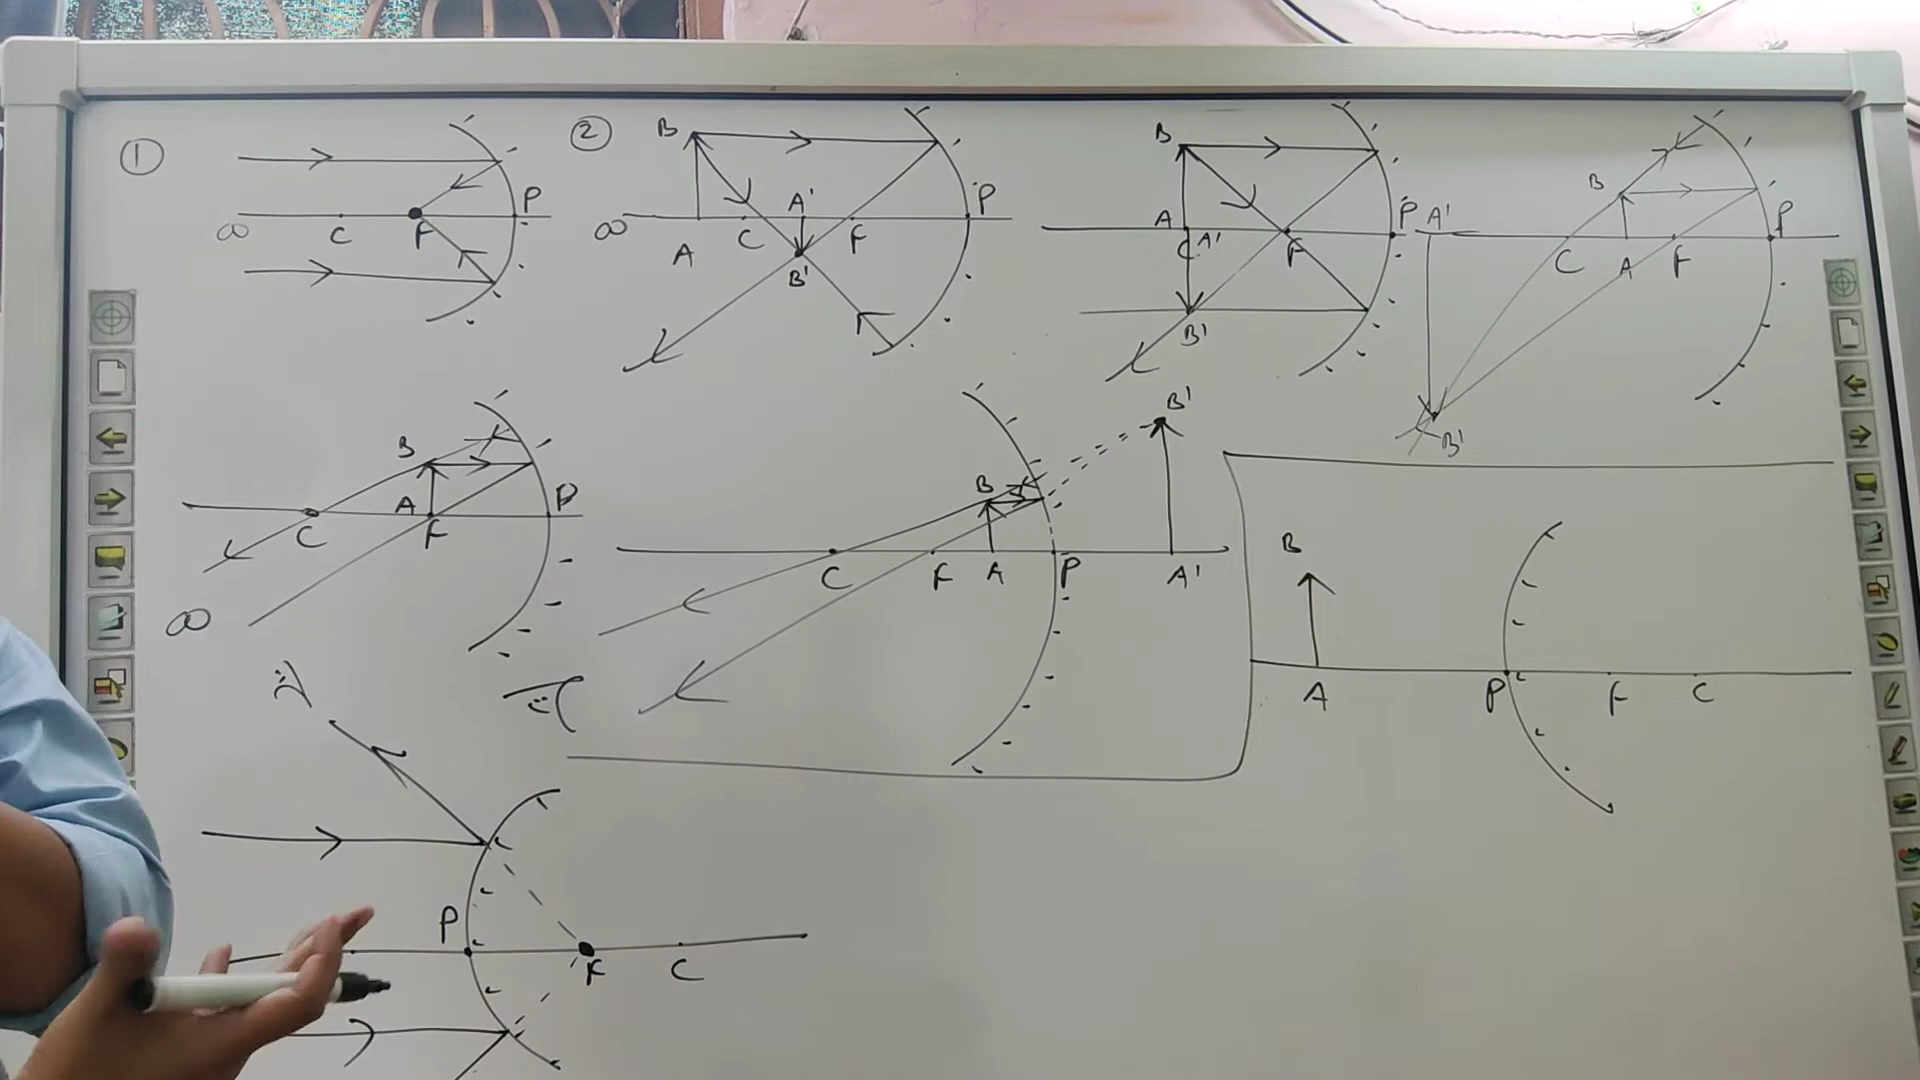 ①
∞ C F P
②
B
A'
P
∞ A C F
B'
B
A P
C A' F
B'
B
A' P
C A F
B'
B
A P
C F
∞
B'
B
C F A P A'
B
A P F C
P
F C